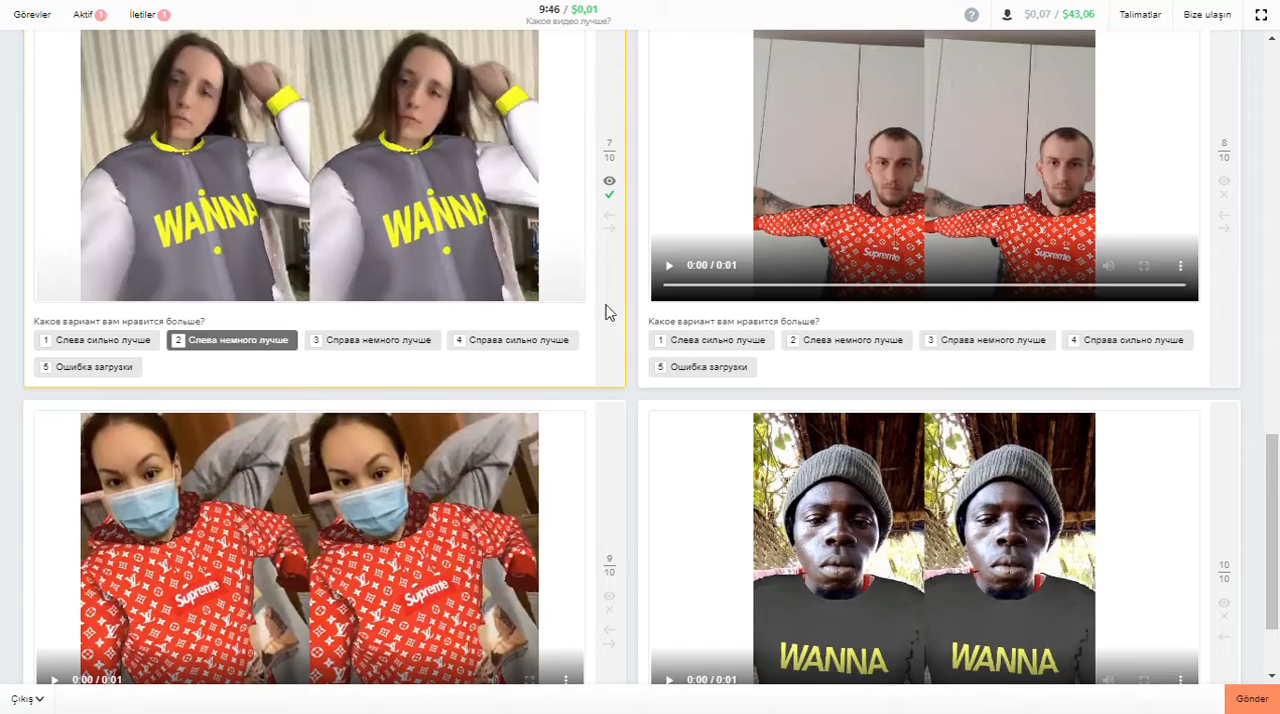 Görevler Aktif 1 İletiler 1 9:46 / $0,01 ? $0,07 / $43,06 Talimatlar Bize ulaşın
Какое видео лучше?
WANNA WANNA
7
10
Какое вариант вам нравится больше?
1 Слева сильно лучше 2 Слева немного лучше 3 Справа немного лучше 4 Справа сильно лучше
5 Ошибка загрузки
Supreme Supreme
0:00 / 0:01
8
10
Какое вариант вам нравится больше?
1 Слева сильно лучше 2 Слева немного лучше 3 Справа немного лучше 4 Справа сильно лучше
5 Ошибка загрузки
Supreme Supreme
0:00 / 0:01
9
10
WANNA WANNA
0:00 / 0:01
10
10
Çıkış Gönder